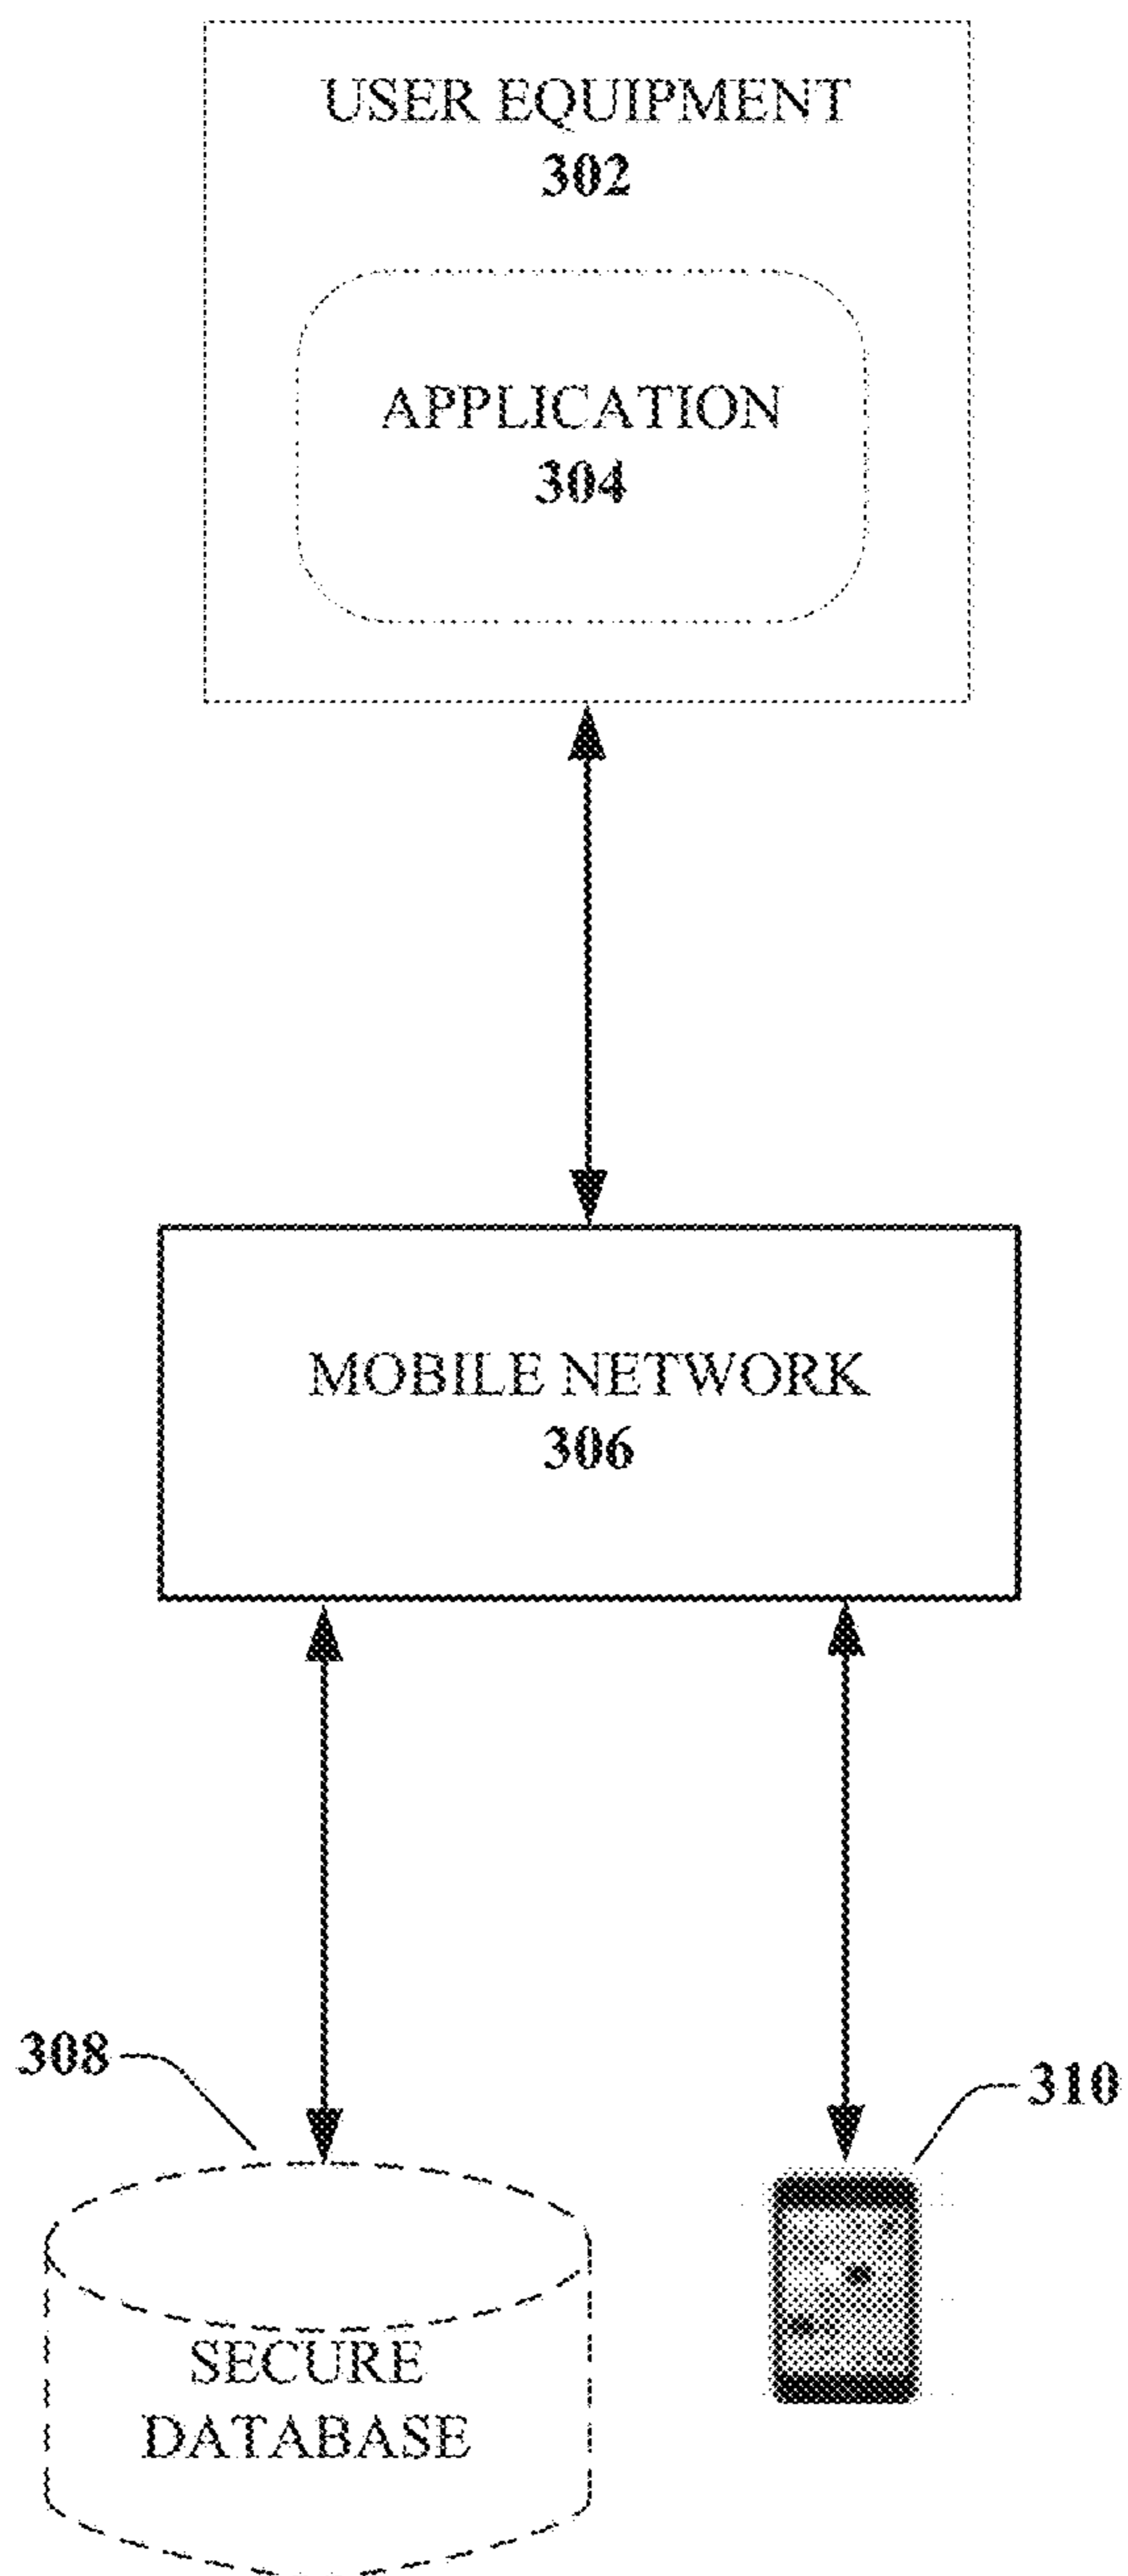 USER EQUIPMENT
302
APPLICATION
304
MOBILE NETWORK
306
308
310
SECURE
DATABASE